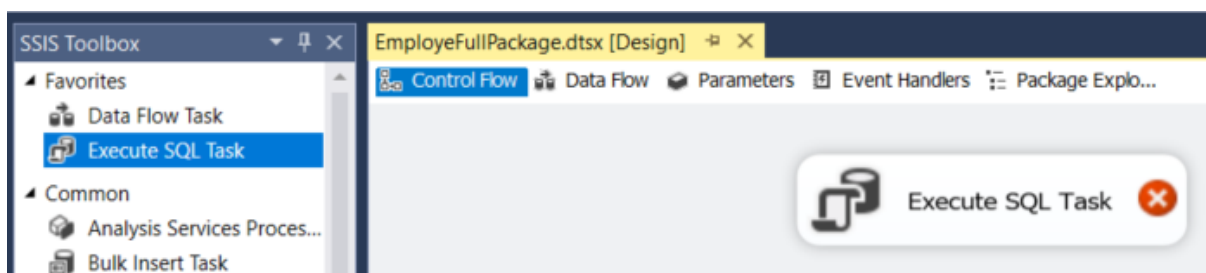 SSIS Toolbox
Favorites
Data Flow Task
Execute SQL Task
Common
Analysis Services Proces...
Bulk Insert Task
EmployeFullPackage.dtsx [Design]
Control Flow Data Flow Parameters Event Handlers Package Explo...
Execute SQL Task